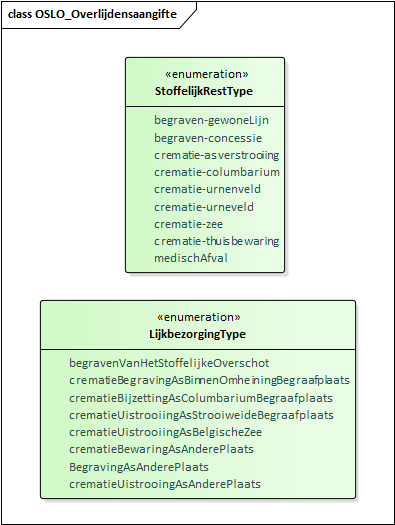 class OSLO_Overlijdensaangifte
«enumeration»
StoffelijkRestType
begraven-gewoneLijn
begraven-concessie
crematie-asverstrooiing
crematie-columbarium
crematie-urnenveld
crematie-urneveld
crematie-zee
crematie-thuisbewaring
medischAfval
«enumeration»
LijkbezorgingType
begravenVanHetStoffelijkeOverschot
crematieBegravingAsBinnenOmheiningBegraafplaats
crematieBijzettingAsColumbariumBegraafplaats
crematieUistrooiingAsStrooiweideBegraafplaats
crematieUistrooiingAsBelgischeZee
crematieBewaringAsAnderePlaats
BegravingAsAnderePlaats
crematieUistrooingAsAnderePlaats